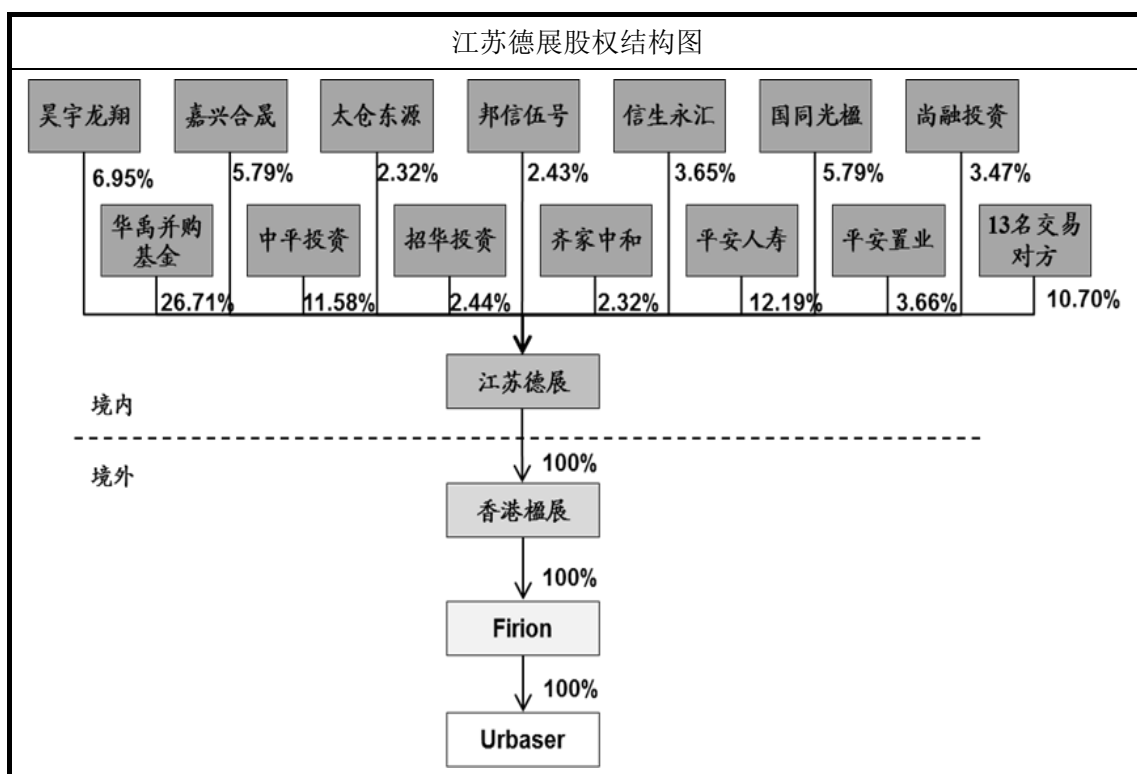 江苏德展股权结构图
昊宇龙翔 嘉兴合晟 太仓东源 邦信伍号 信生永汇 国同光楹 尚融投资
6.95% 5.79% 2.32% 2.43% 3.65% 5.79% 3.47%
华禹并购
基金
中平投资 招华投资 齐家中和 平安人寿 平安置业
13名交易
对方
26.71% 11.58% 2.44% 2.32% 12.19% 3.66% 10.70%
江苏德展
境内
境外
100%
香港楹展
100%
Firion
100%
Urbaser